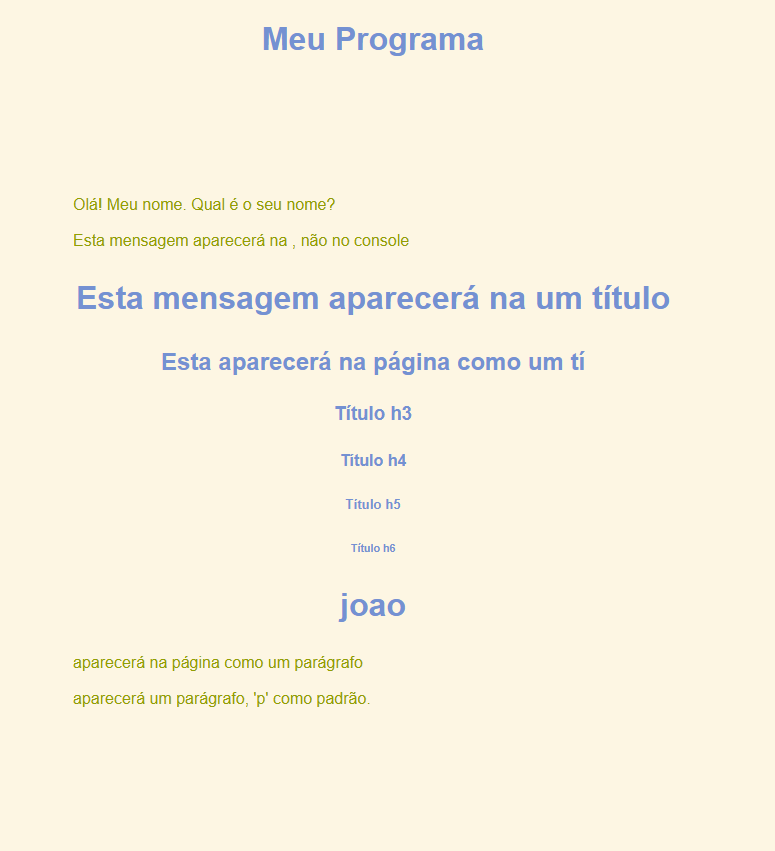 Meu Programa
Olá! Meu nome. Qual é o seu nome?
Esta mensagem aparecerá na , não no console
Esta mensagem aparecerá na um título
Esta aparecerá na página como um tí
Título h3
Título h4
Título h5
Título h6
joao
aparecerá na página como um parágrafo
aparecerá um parágrafo, 'p' como padrão.